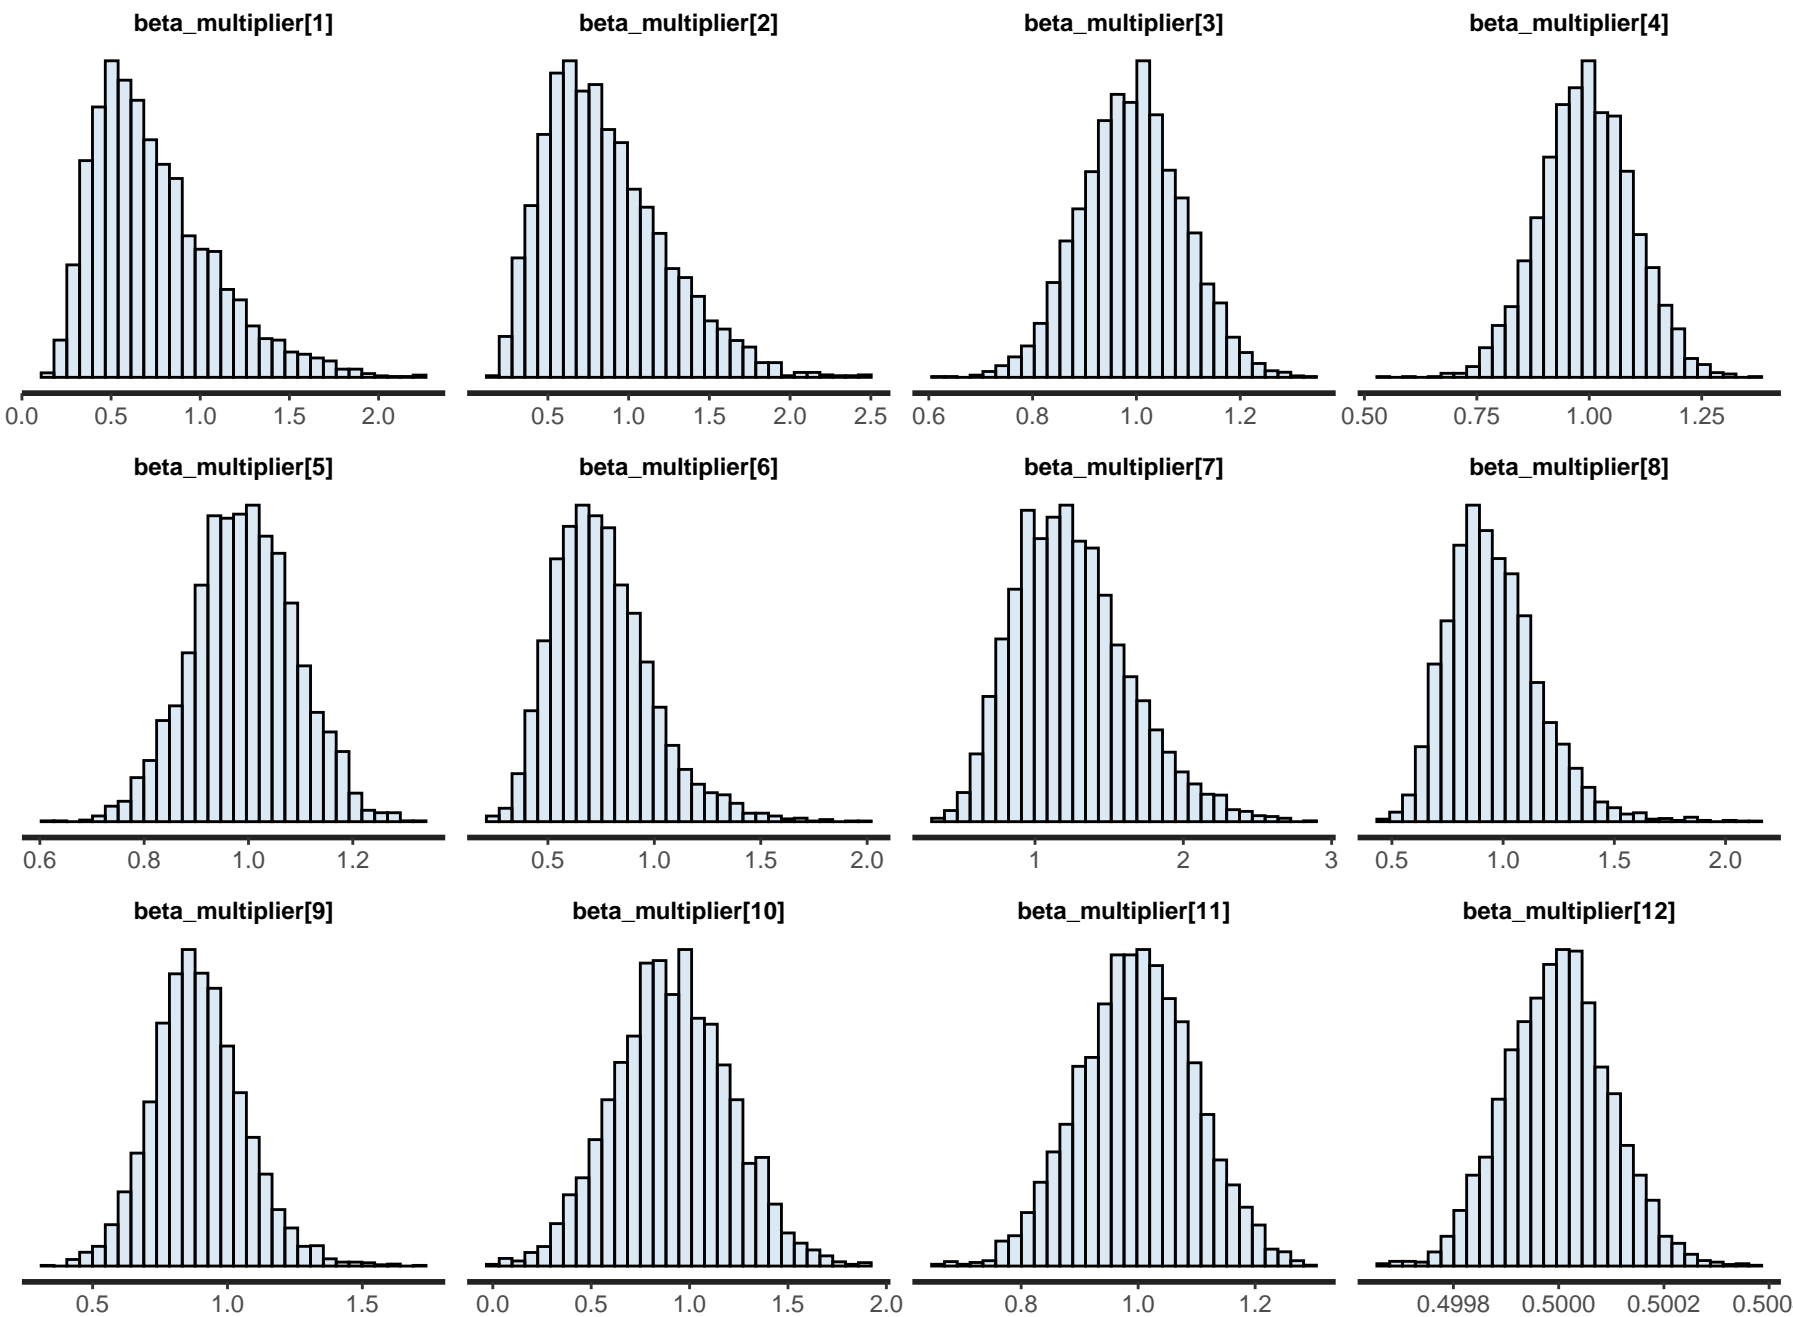 beta_multiplier[1] beta_multiplier[2] beta_multiplier[3] beta_multiplier[4]
0.0 0.5 1.0 1.5 2.0 0.5 1.0 1.5 2.0 2.5 0.6 0.8 1.0 1.2 0.50 0.75 1.00 1.25
beta_multiplier[5] beta_multiplier[6] beta_multiplier[7] beta_multiplier[8]
0.6 0.8 1.0 1.2 0.5 1.0 1.5 2.0 1 2 3 0.5 1.0 1.5 2.0
beta_multiplier[9] beta_multiplier[10] beta_multiplier[11] beta_multiplier[12]
0.5 1.0 1.5 0.0 0.5 1.0 1.5 2.0 0.8 1.0 1.2 0.4998 0.5000 0.5002